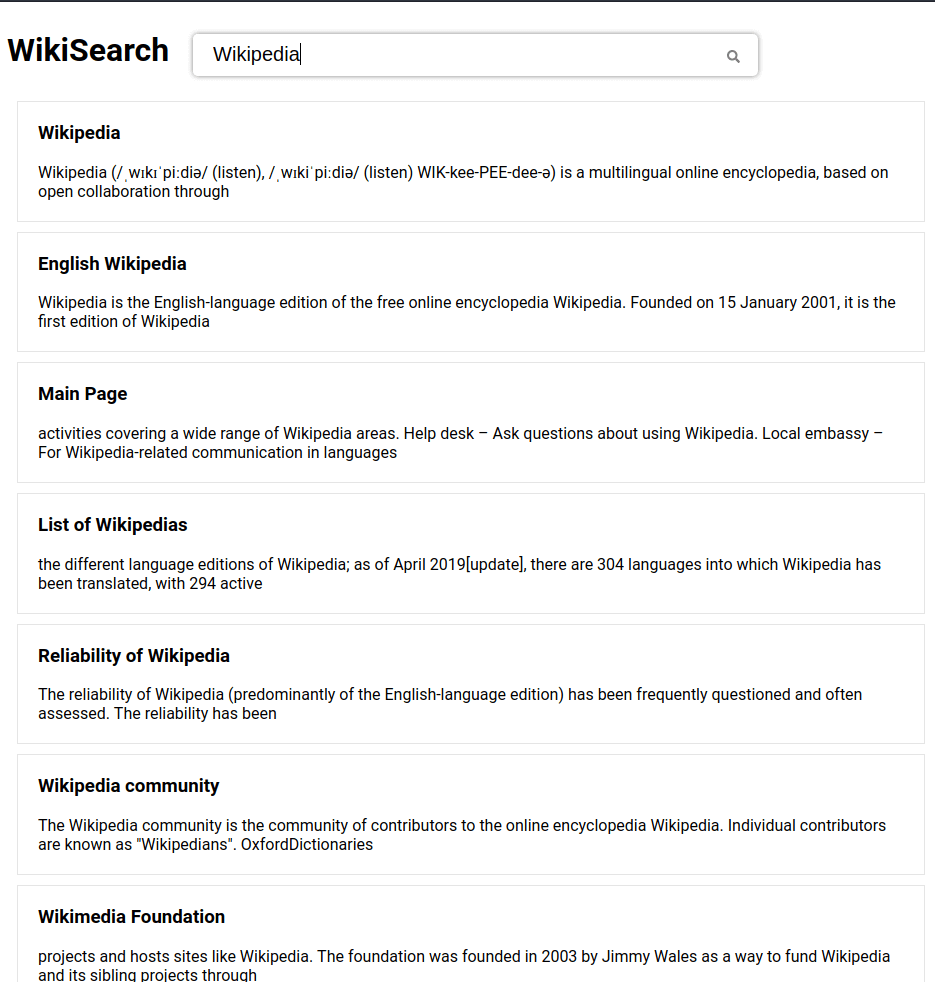 WikiSearch
Wikipedia
Wikipedia
Wikipedia (/ˌwɪkɪˈpiːdiə/ (listen), /ˌwɪkiˈpiːdiə/ (listen) WIK-kee-PEE-dee-ə) is a multilingual online encyclopedia, based on
open collaboration through
English Wikipedia
Wikipedia is the English-language edition of the free online encyclopedia Wikipedia. Founded on 15 January 2001, it is the
first edition of Wikipedia
Main Page
activities covering a wide range of Wikipedia areas. Help desk – Ask questions about using Wikipedia. Local embassy –
For Wikipedia-related communication in languages
List of Wikipedias
the different language editions of Wikipedia; as of April 2019[update], there are 304 languages into which Wikipedia has
been translated, with 294 active
Reliability of Wikipedia
The reliability of Wikipedia (predominantly of the English-language edition) has been frequently questioned and often
assessed. The reliability has been
Wikipedia community
The Wikipedia community is the community of contributors to the online encyclopedia Wikipedia. Individual contributors
are known as "Wikipedians". OxfordDictionaries
Wikimedia Foundation
projects and hosts sites like Wikipedia. The foundation was founded in 2003 by Jimmy Wales as a way to fund Wikipedia
and its sibling projects through